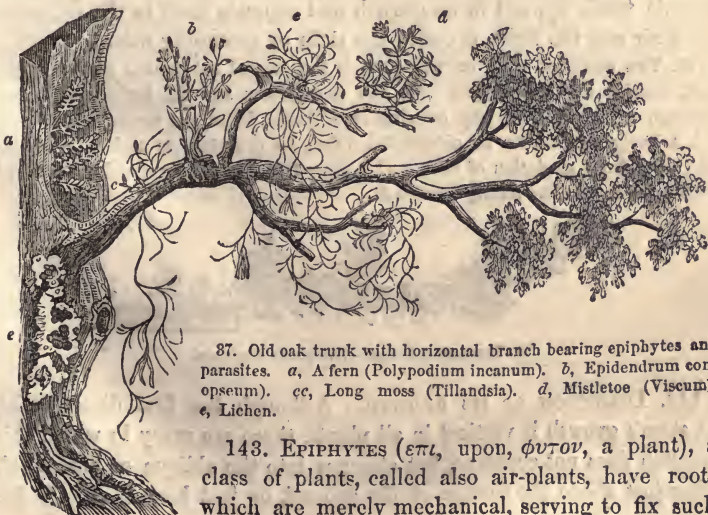 b e d
a
c
e
87. Old oak trunk with horizontal branch bearing epiphytes an
parasites. a, A fern (Polypodium incanum). b, Epidendrum con
opseum). cc, Long moss (Tillandsia). d, Mistletoe (Viscum)
e, Lichen.
143. EPIPHYTES (επι, upon, φυτον, a plant), a
class of plants, called also air-plants, have root
which are merely mechanical, serving to fix such